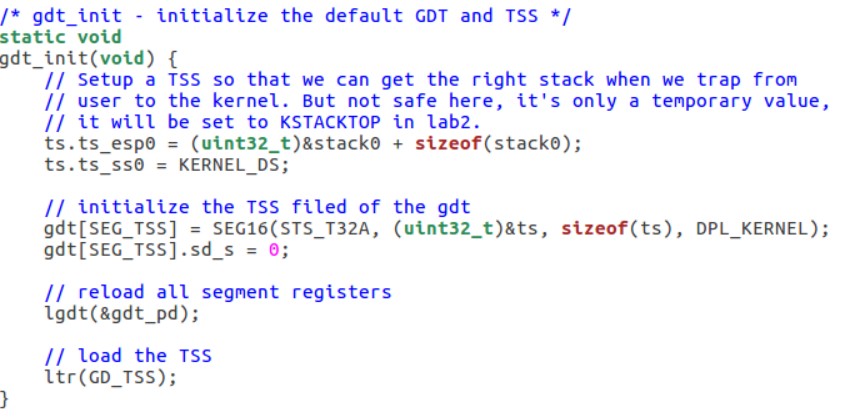 /* gdt_init - initialize the default GDT and TSS */
static void
gdt_init(void) {
    // Setup a TSS so that we can get the right stack when we trap from
    // user to the kernel. But not safe here, it's only a temporary value,
    // it will be set to KSTACKTOP in lab2.
    ts.ts_esp0 = (uint32_t)&stack0 + sizeof(stack0);
    ts.ts_ss0 = KERNEL_DS;

    // initialize the TSS filed of the gdt
    gdt[SEG_TSS] = SEG16(STS_T32A, (uint32_t)&ts, sizeof(ts), DPL_KERNEL);
    gdt[SEG_TSS].sd_s = 0;

    // reload all segment registers
    lgdt(&gdt_pd);

    // load the TSS
    ltr(GD_TSS);
}